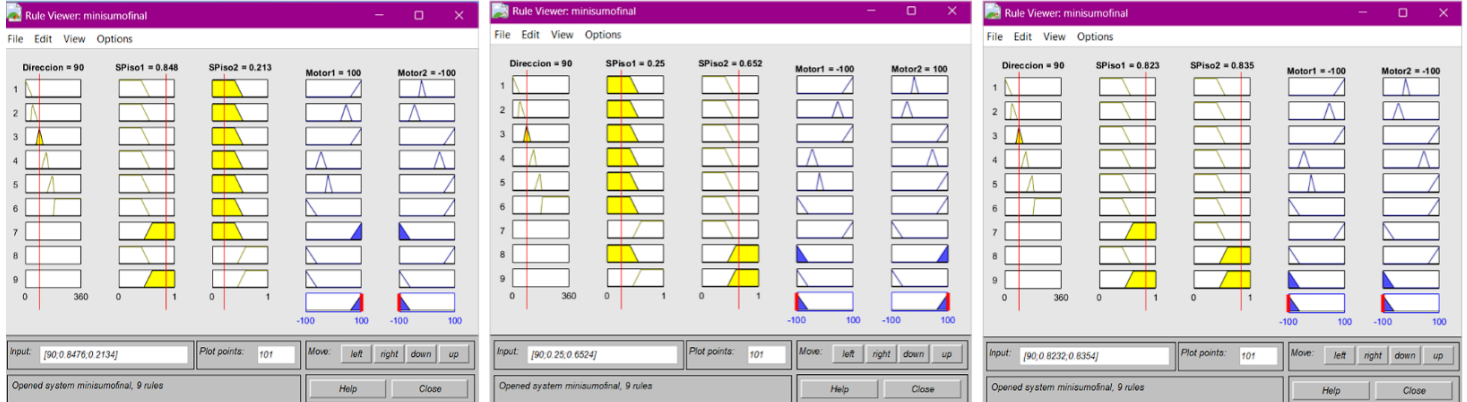 Rule Viewer: minisumofinal
File Edit View Options
Direccion = 90 SPiso1 = 0.848 SPiso2 = 0.213 Motor1 = 100 Motor2 = -100
1
2
3
4
5
6
7
8
9
0 360 0 1 0 1
-100 100 -100 100
Input: [90;0.8476;0.2134] Plot points: 101 Move: left right down up
Opened system minisumofinal, 9 rules Help Close
Rule Viewer: minisumofinal
File Edit View Options
Direccion = 90 SPiso1 = 0.25 SPiso2 = 0.652 Motor1 = -100 Motor2 = 100
1
2
3
4
5
6
7
8
9
0 360 0 1 0 1
-100 100 -100 100
Input: [90;0.25;0.6524] Plot points: 101 Move: left right down up
Opened system minisumofinal, 9 rules Help Close
Rule Viewer: minisumofinal
File Edit View Options
Direccion = 90 SPiso1 = 0.823 SPiso2 = 0.835 Motor1 = -100 Motor2 = -100
1
2
3
4
5
6
7
8
9
0 360 0 1 0 1
-100 100 -100 100
Input: [90;0.8232;0.8354] Plot points: 101 Move: left right down up
Opened system minisumofinal, 9 rules Help Close